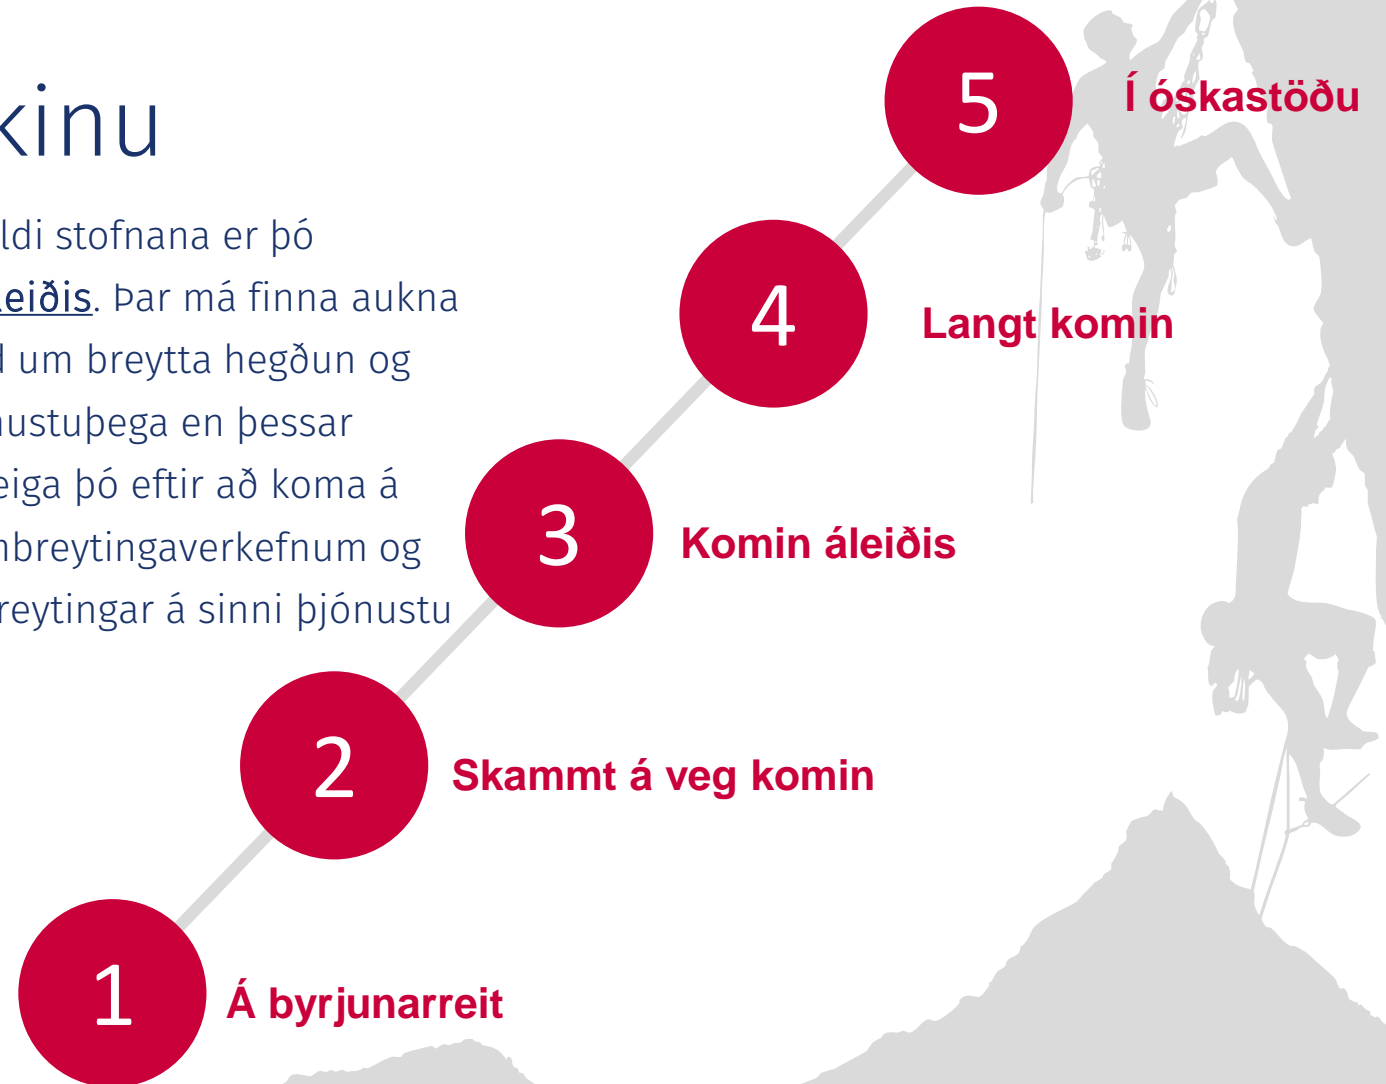 kinu
ldi stofnana er þó
leiðis. Þar má finna aukna
um breytta hegðun og
nustuþega en þessar
eiga þó eftir að koma á
mbreytingaverkefnum og
reytingar á sinni þjónustu
5
Í óskastöðu
4
Langt komin
3
Komin áleiðis
2
Skammt á veg komin
1
Á byrjunarreit